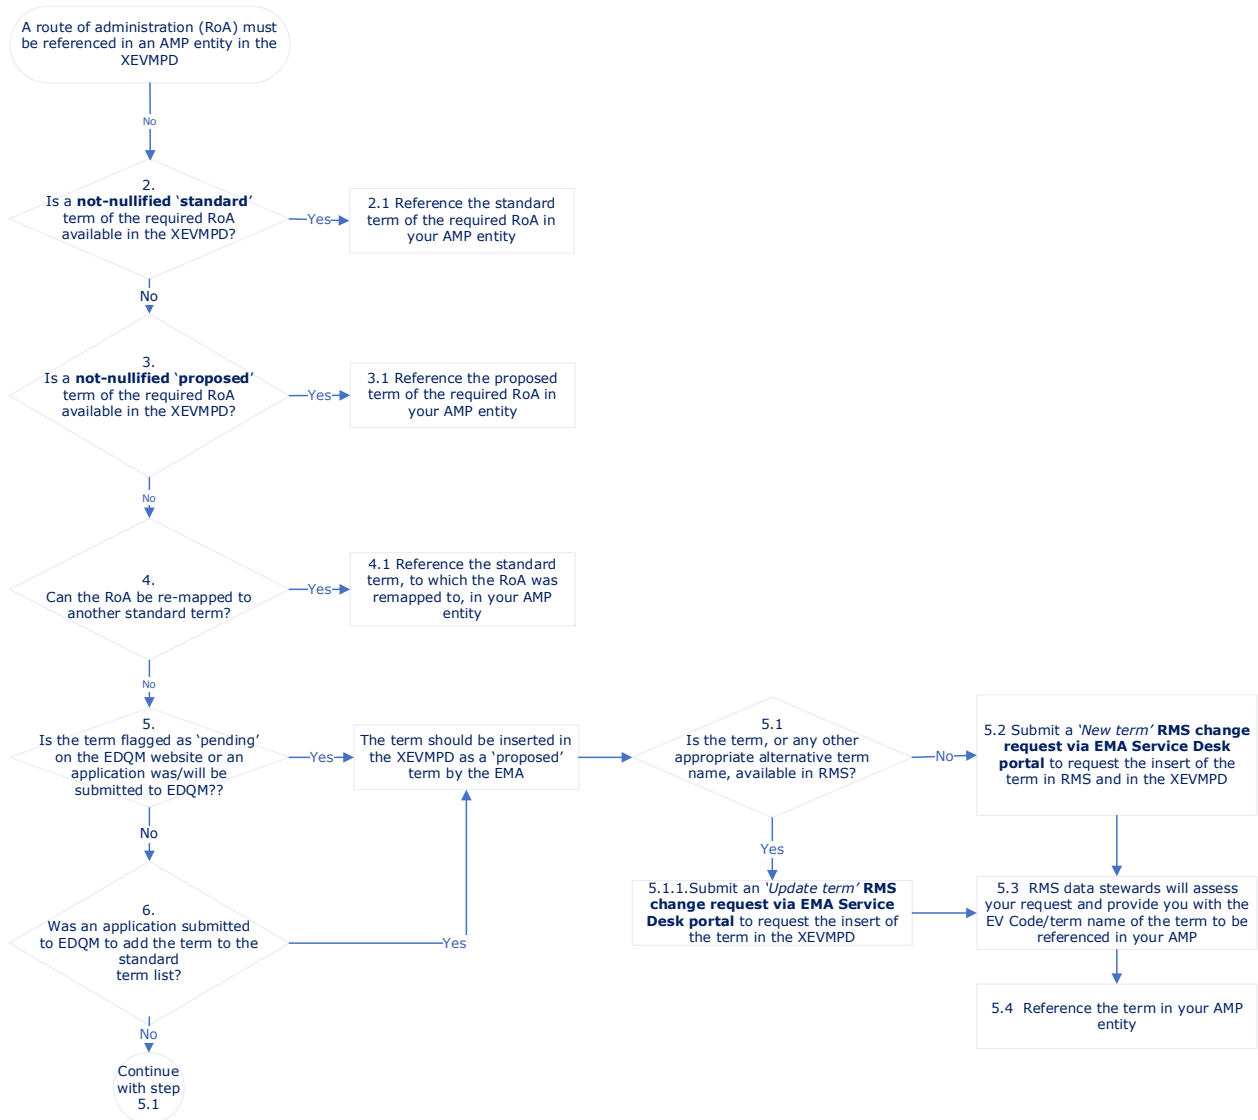 A route of administration (RoA) must
be referenced in an AMP entity in the
XEVMPD
No
2.
Is a not-nullified ‘standard’
term of the required RoA
available in the XEVMPD?
Yes
2.1 Reference the standard
term of the required RoA in
your AMP entity
No
3.
Is a not-nullified ‘proposed’
term of the required RoA
available in the XEVMPD?
Yes
3.1 Reference the proposed
term of the required RoA in
your AMP entity
No
4.
Can the RoA be re-mapped to
another standard term?
Yes
4.1 Reference the standard
term, to which the RoA was
remapped to, in your AMP
entity
No
5.
Is the term flagged as ‘pending’
on the EDQM website or an
application was/will be
submitted to EDQM??
Yes
The term should be inserted in
the XEVMPD as a ‘proposed’
term by the EMA
5.1
Is the term, or any other
appropriate alternative term
name, available in RMS?
No
5.2 Submit a ‘New term’ RMS change
request via EMA Service Desk
portal to request the insert of the
term in RMS and in the XEVMPD
No
Yes
6.
Was an application submitted
to EDQM to add the term to the
standard
term list?
Yes
5.1.1.Submit an ‘Update term’ RMS
change request via EMA Service
Desk portal to request the insert of
the term in the XEVMPD
5.3 RMS data stewards will assess
your request and provide you with the
EV Code/term name of the term to be
referenced in your AMP
5.4 Reference the term in your AMP
entity
No
Continue
with step
5.1